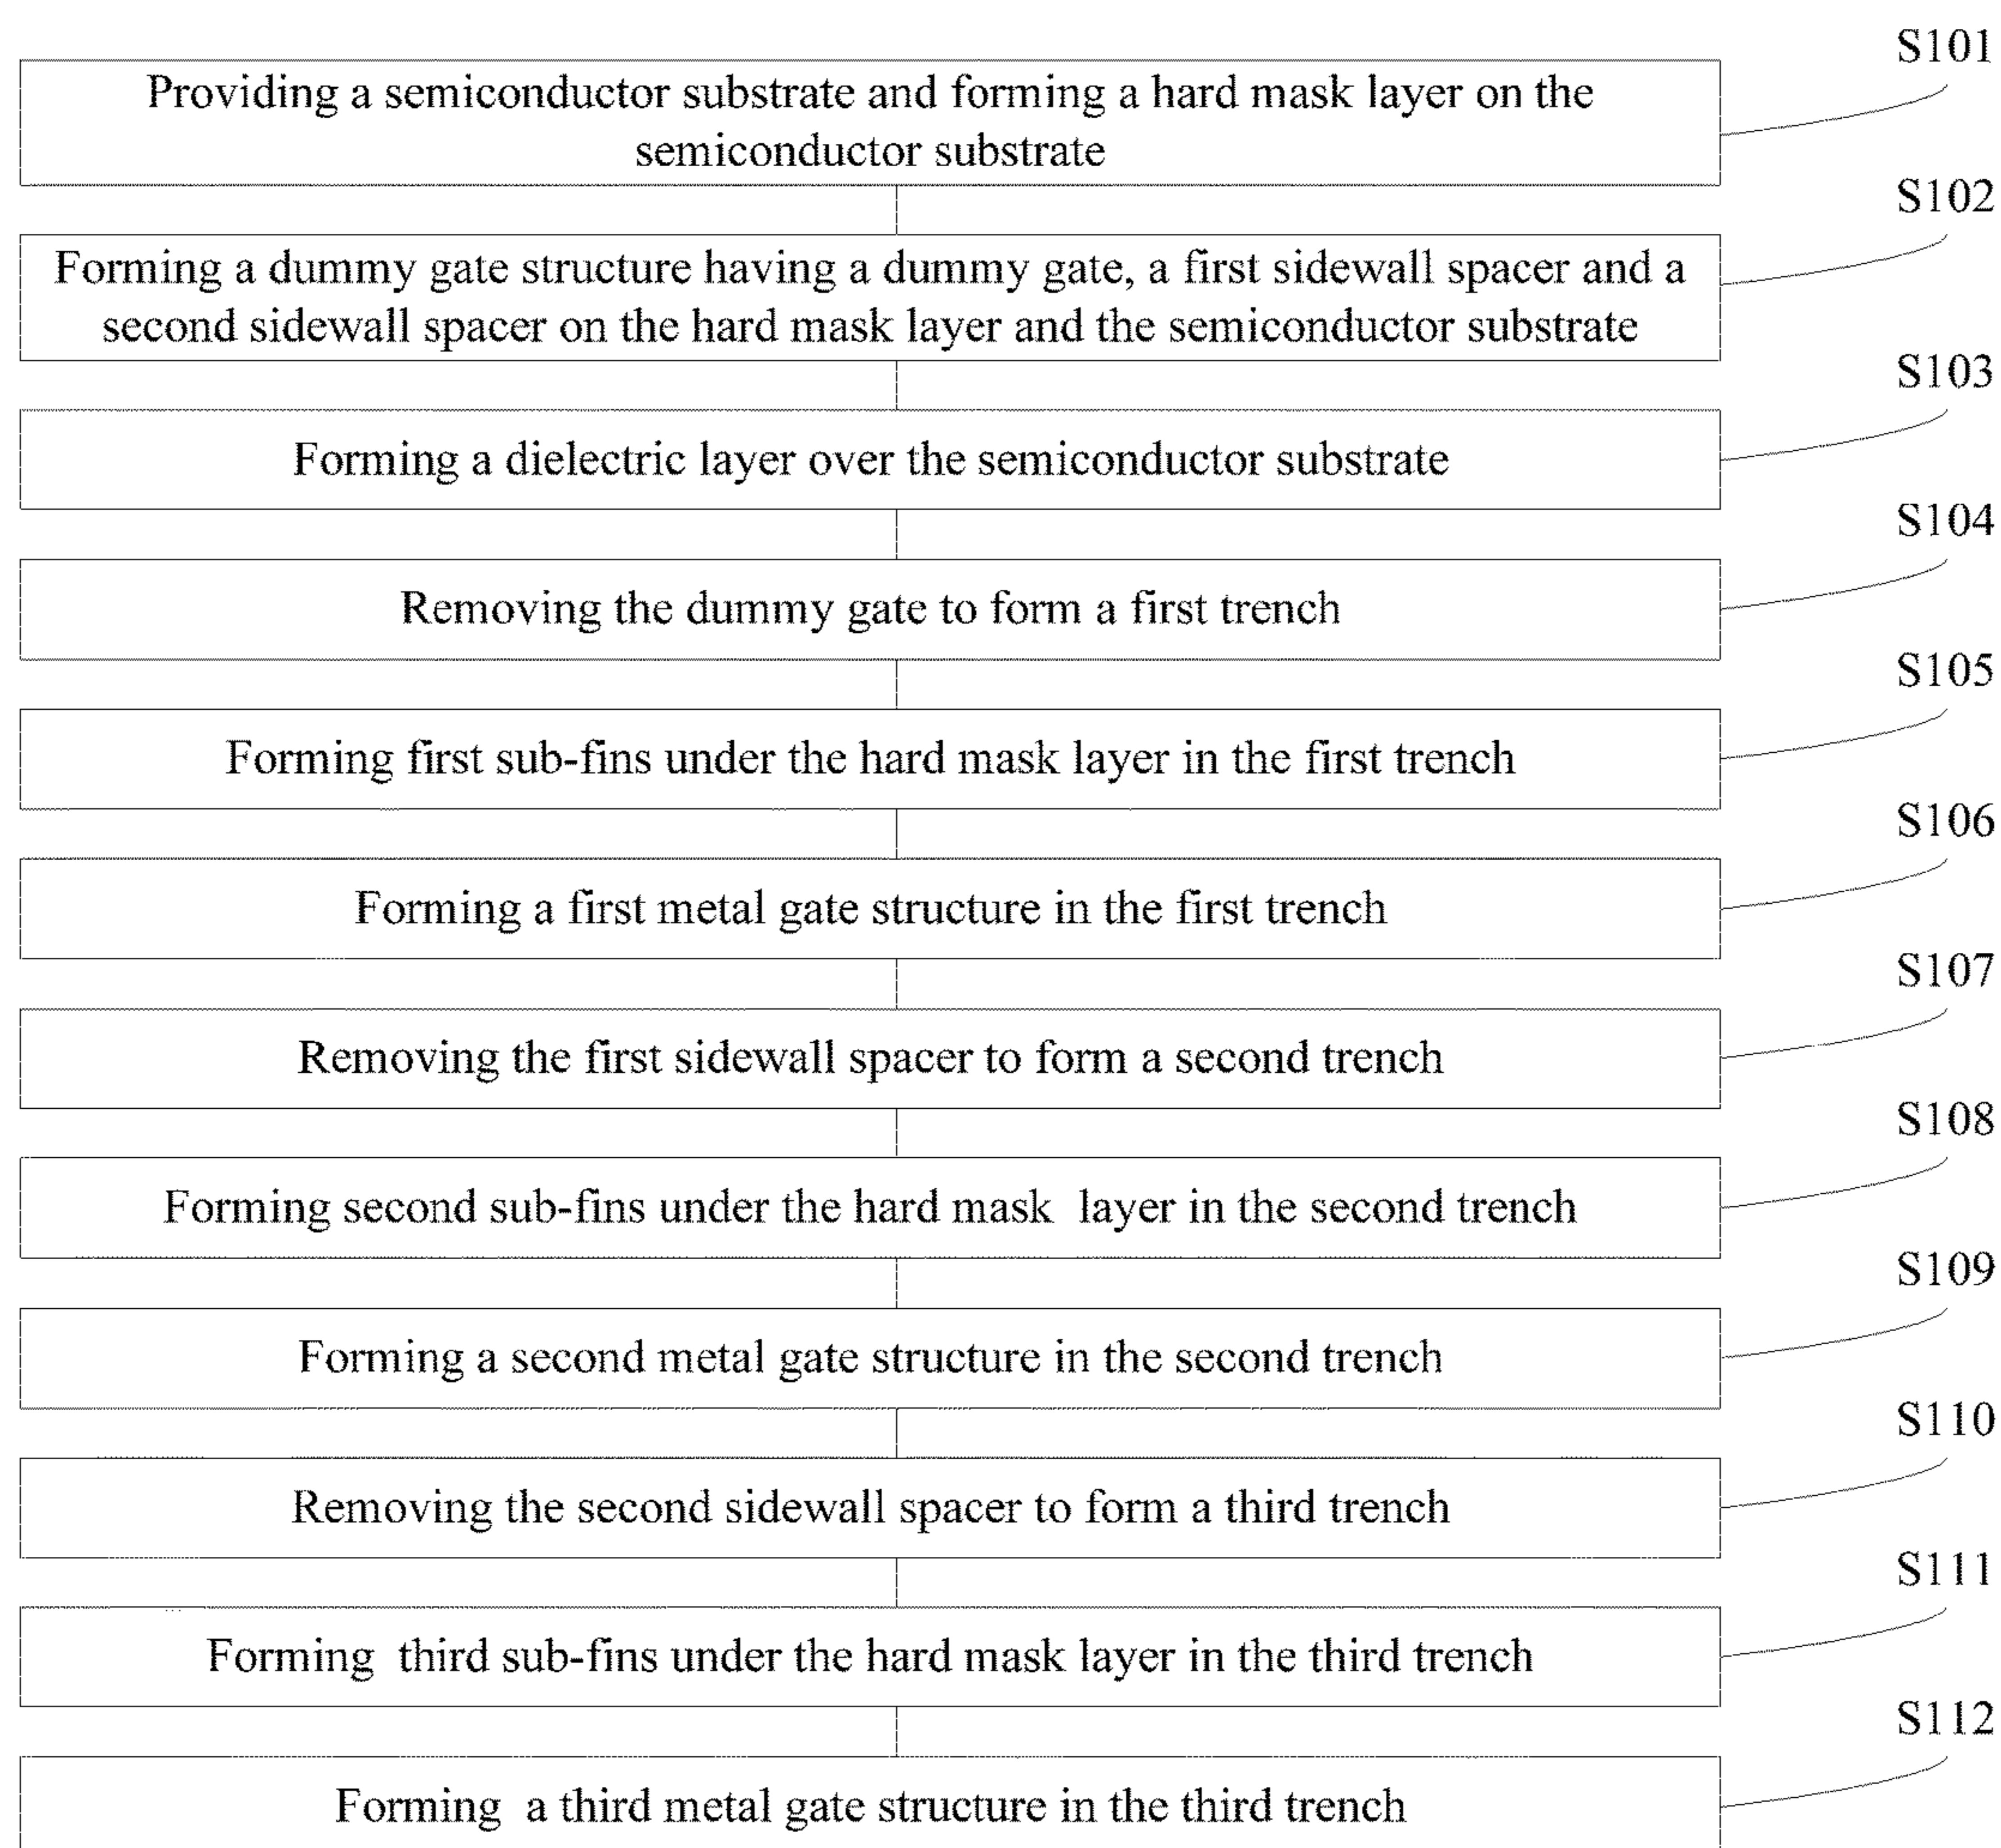 S101
Providing a semiconductor substrate and forming a hard mask layer on the
semiconductor substrate
S102
Forming a dummy gate structure having a dummy gate, a first sidewall spacer and a
second sidewall spacer on the hard mask layer and the semiconductor substrate
S103
Forming a dielectric layer over the semiconductor substrate
S104
Removing the dummy gate to form a first trench
S105
Forming first sub-fins under the hard mask layer in the first trench
S106
Forming a first metal gate structure in the first trench
S107
Removing the first sidewall spacer to form a second trench
S108
Forming second sub-fins under the hard mask layer in the second trench
S109
Forming a second metal gate structure in the second trench
S110
Removing the second sidewall spacer to form a third trench
S111
Forming third sub-fins under the hard mask layer in the third trench
S112
Forming a third metal gate structure in the third trench